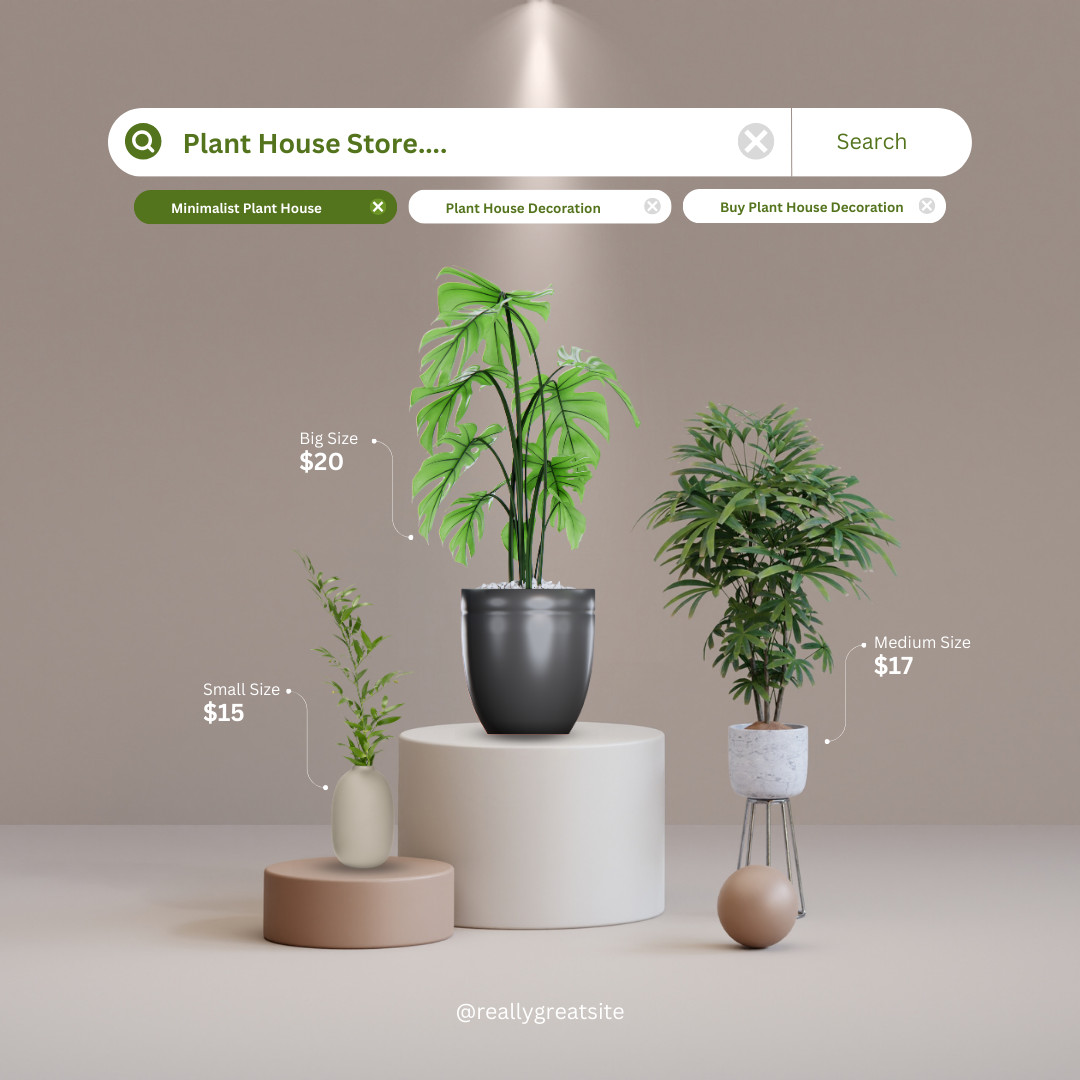 Plant House Store....
Search
Minimalist Plant House
Plant House Decoration
Buy Plant House Decoration
Big Size
$20
Medium Size
$17
Small Size
$15
@reallygreatsite